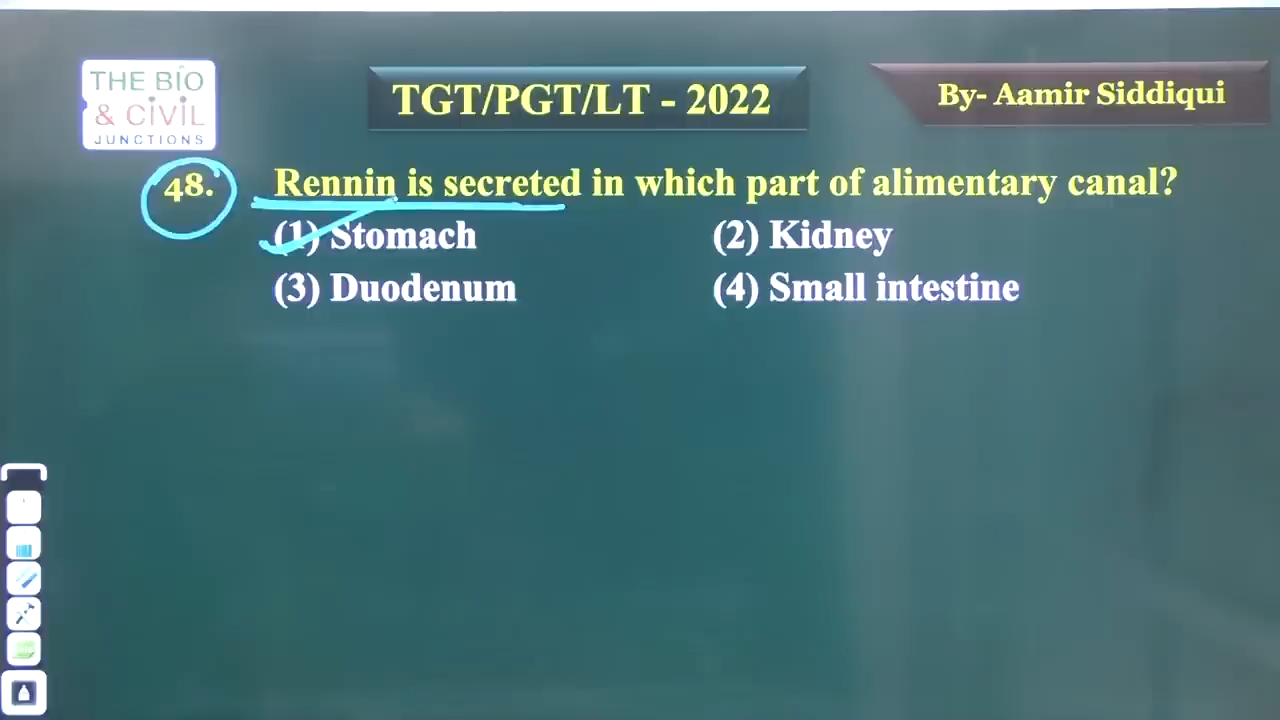 THE BIO
& CIVIL
JUNCTIONS
TGT/PGT/LT - 2022
By- Aamir Siddiqui
48. Rennin is secreted in which part of alimentary canal?
(1) Stomach (2) Kidney
(3) Duodenum (4) Small intestine